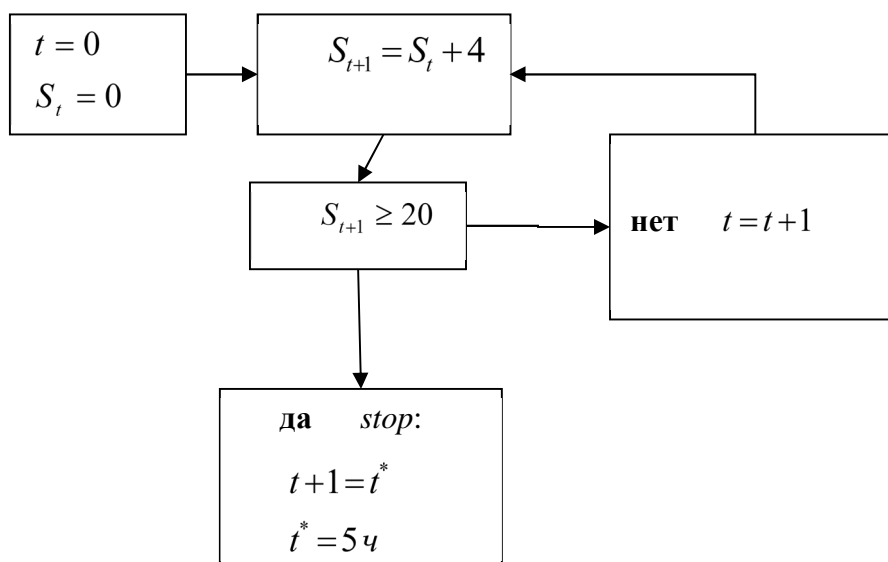 t = 0
S_t = 0
S_{t+1} = S_t + 4
S_{t+1} ≥ 20
нет t = t + 1
да stop:
t + 1 = t^*
t^* = 5 ч